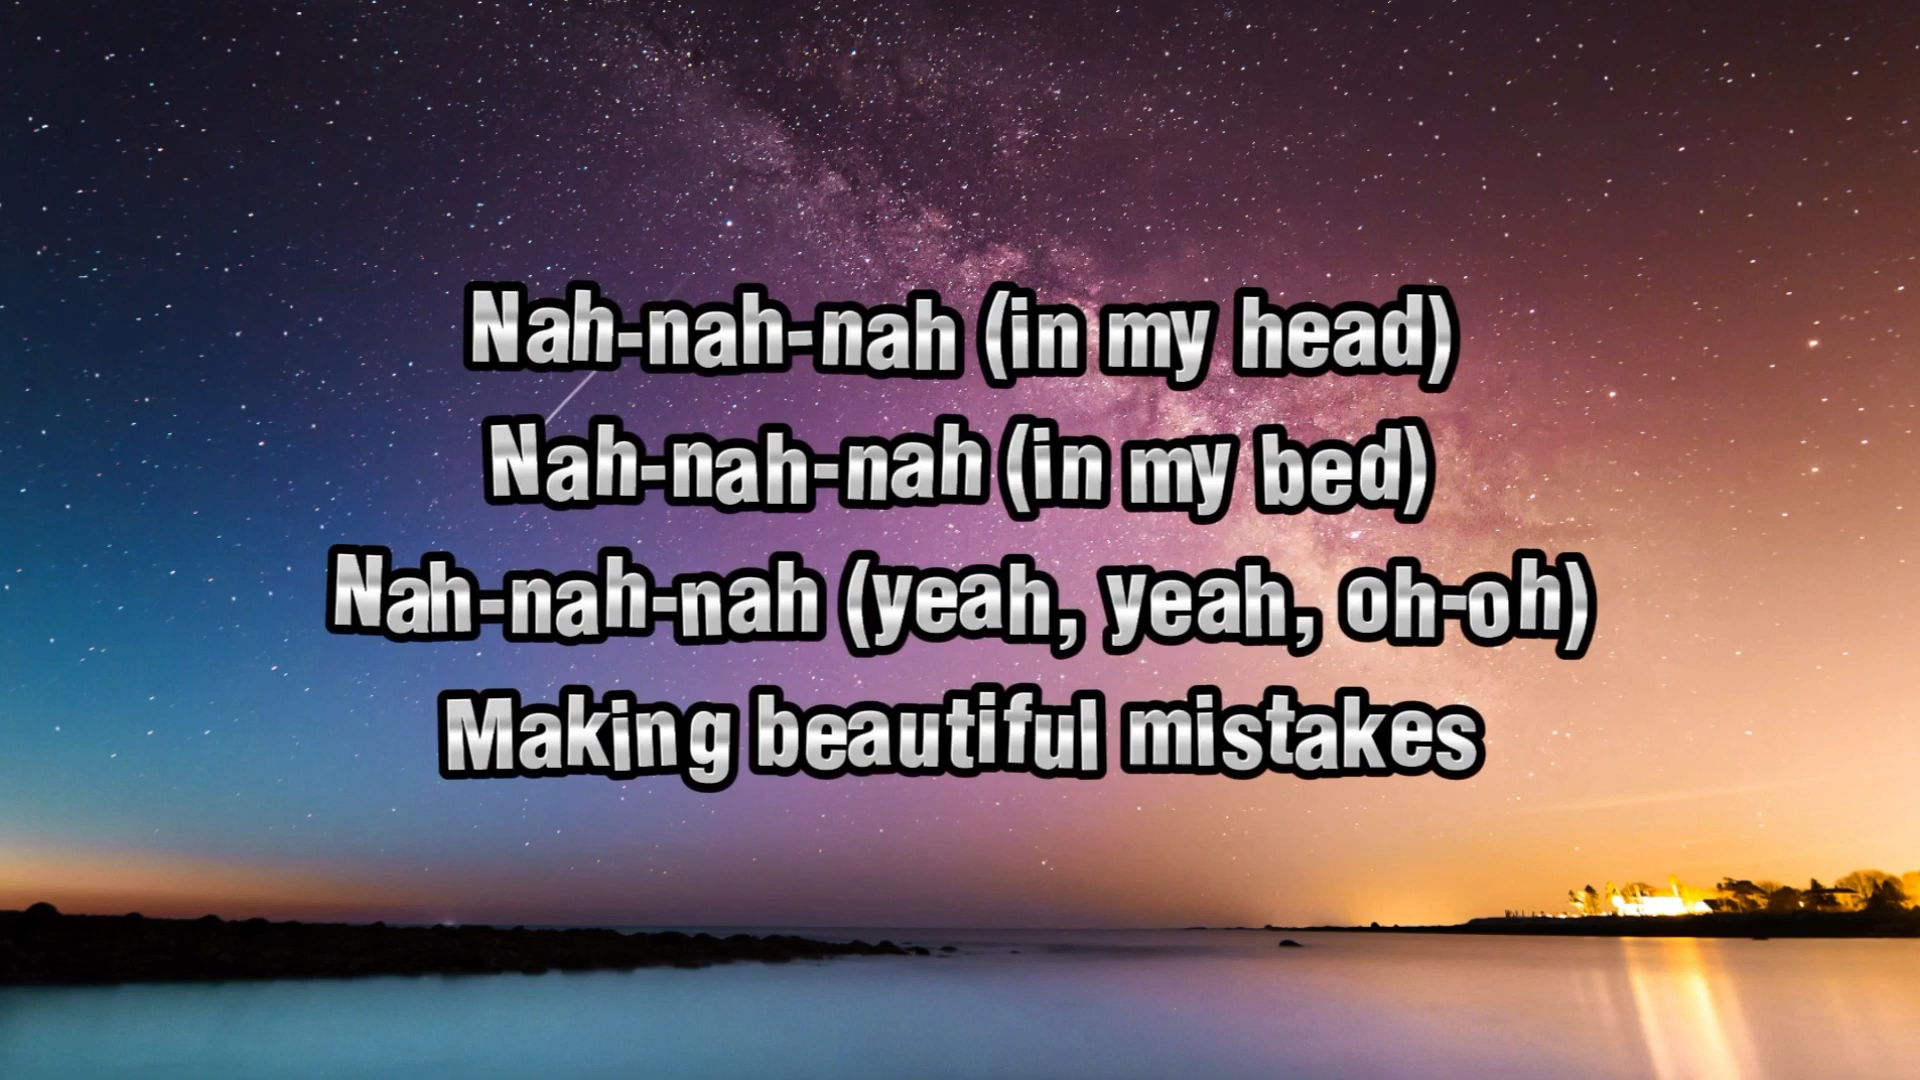 Nah-nah-nah (in my head)
Nah-nah-nah (in my bed)
Nah-nah-nah (yeah, yeah, oh-oh)
Making beautiful mistakes